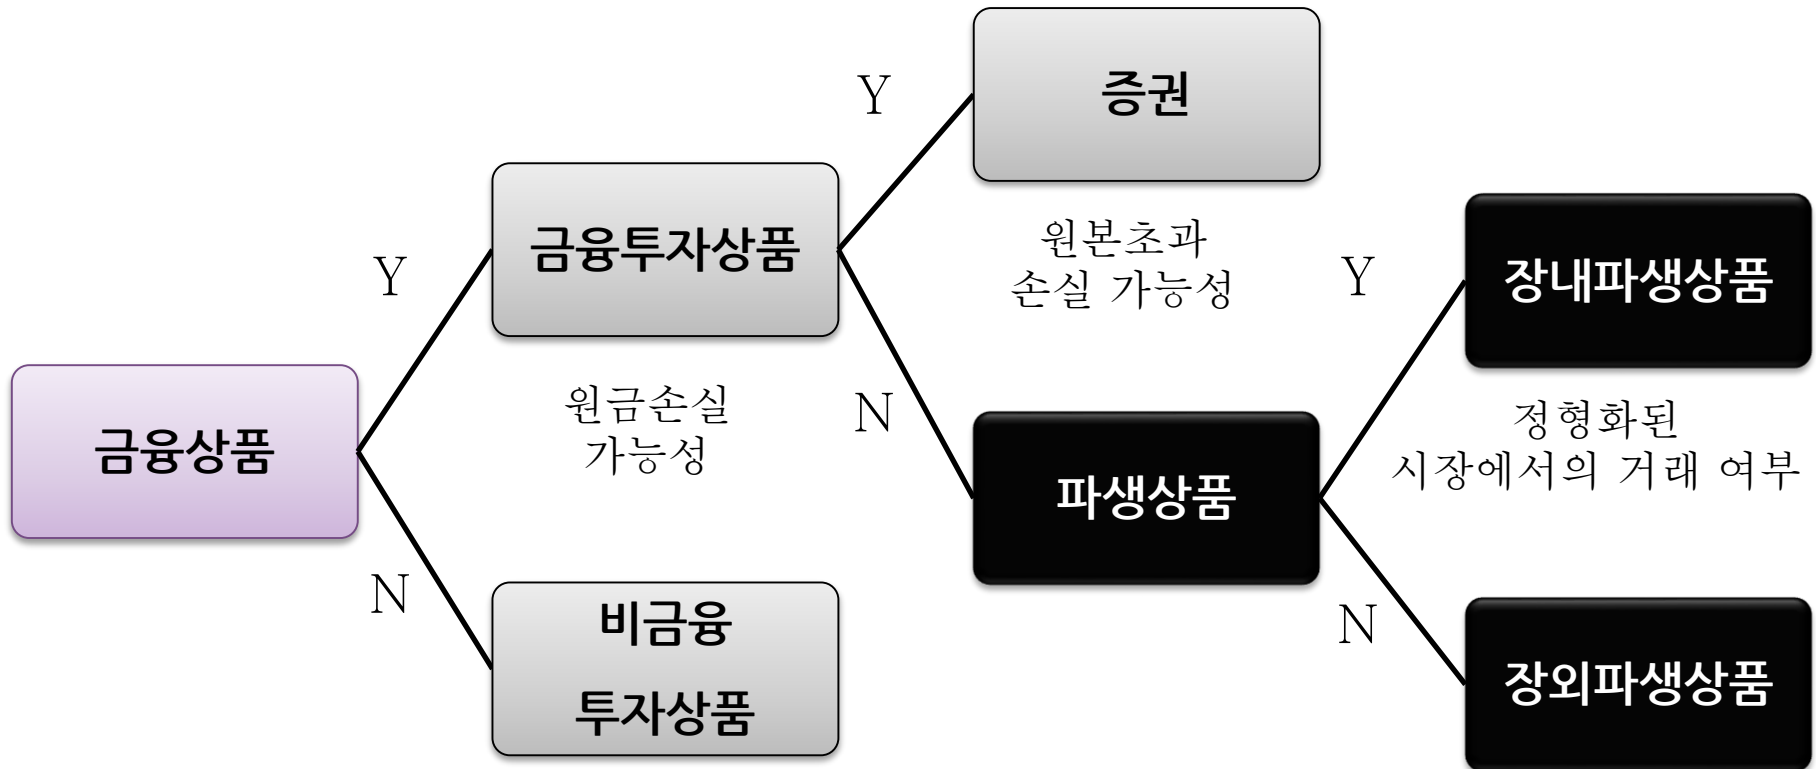 금융상품
Y
N
금융투자상품
원금손실
가능성
비금융
투자상품
Y
N
증권
원본초과
손실 가능성
파생상품
Y
N
장내파생상품
정형화된
시장에서의 거래 여부
장외파생상품